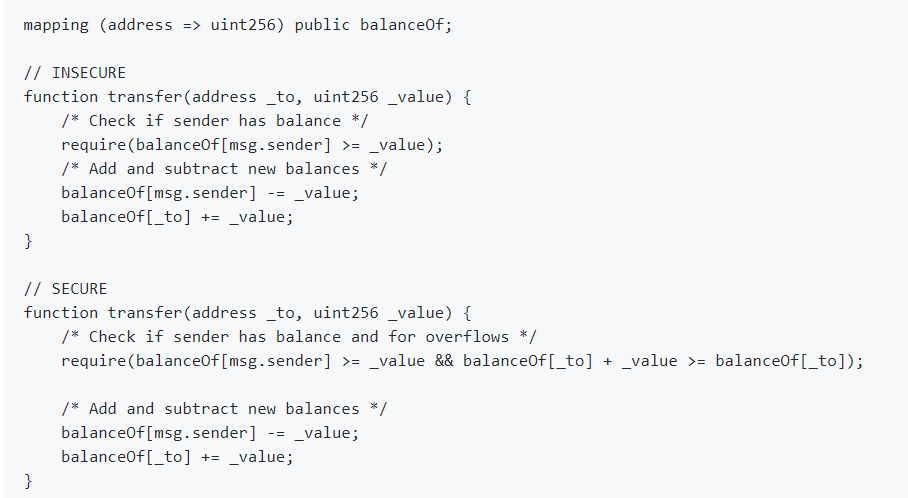 mapping (address => uint256) public balanceOf;
// INSECURE
function transfer(address _to, uint256 _value) {
    /* Check if sender has balance */
    require(balanceOf[msg.sender] >= _value);
    /* Add and subtract new balances */
    balanceOf[msg.sender] -= _value;
    balanceOf[_to] += _value;
}
// SECURE
function transfer(address _to, uint256 _value) {
    /* Check if sender has balance and for overflows */
    require(balanceOf[msg.sender] >= _value && balanceOf[_to] + _value >= balanceOf[_to]);
    /* Add and subtract new balances */
    balanceOf[msg.sender] -= _value;
    balanceOf[_to] += _value;
}